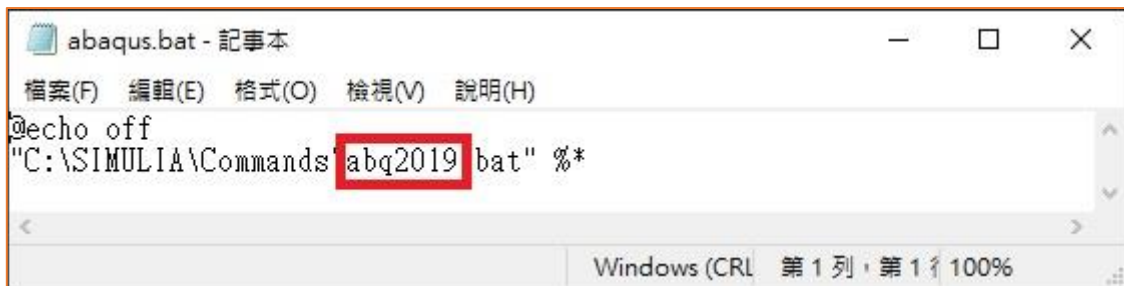 abaqus.bat - 記事本
檔案(F) 編輯(E) 格式(O) 檢視(V) 說明(H)
@echo off
"C:\SIMULIA\Commands\abq2019.bat" %*
Windows (CRL 第 1 列，第 1 行 100%